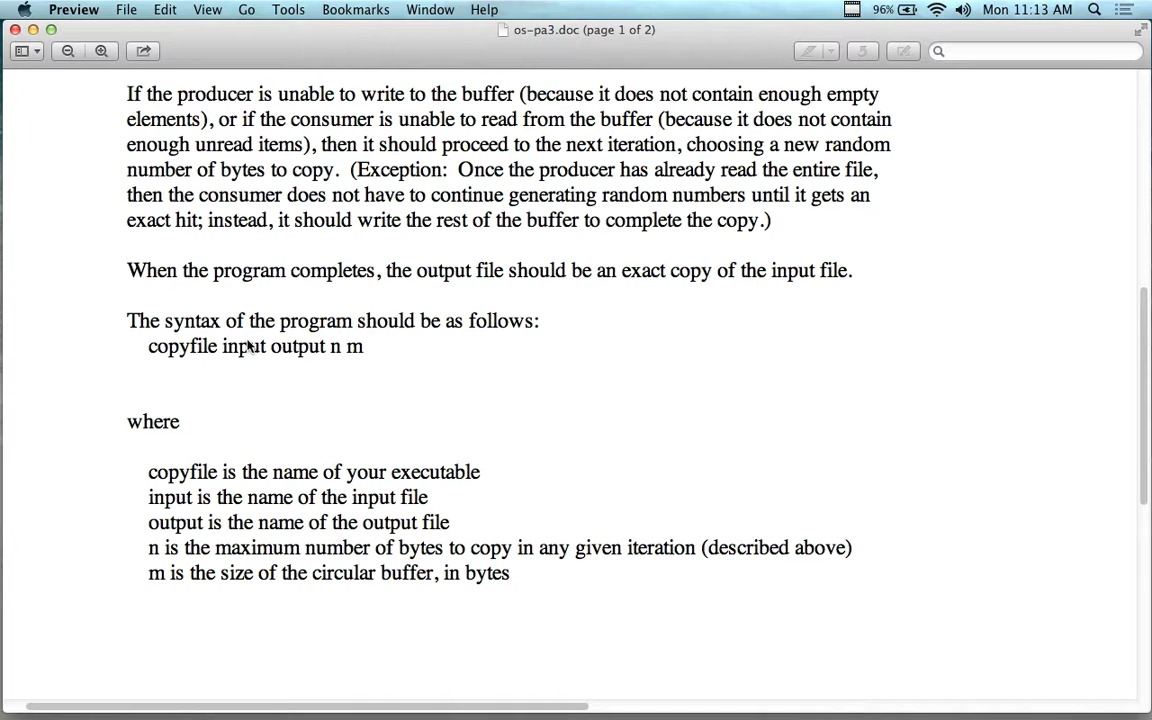 Preview File Edit View Go Tools Bookmarks Window Help 96% Mon 11:13 AM
os-pa3.doc (page 1 of 2)
If the producer is unable to write to the buffer (because it does not contain enough empty
elements), or if the consumer is unable to read from the buffer (because it does not contain
enough unread items), then it should proceed to the next iteration, choosing a new random
number of bytes to copy. (Exception: Once the producer has already read the entire file,
then the consumer does not have to continue generating random numbers until it gets an
exact hit; instead, it should write the rest of the buffer to complete the copy.)
When the program completes, the output file should be an exact copy of the input file.
The syntax of the program should be as follows:
copyfile input output n m
where
copyfile is the name of your executable
input is the name of the input file
output is the name of the output file
n is the maximum number of bytes to copy in any given iteration (described above)
m is the size of the circular buffer, in bytes